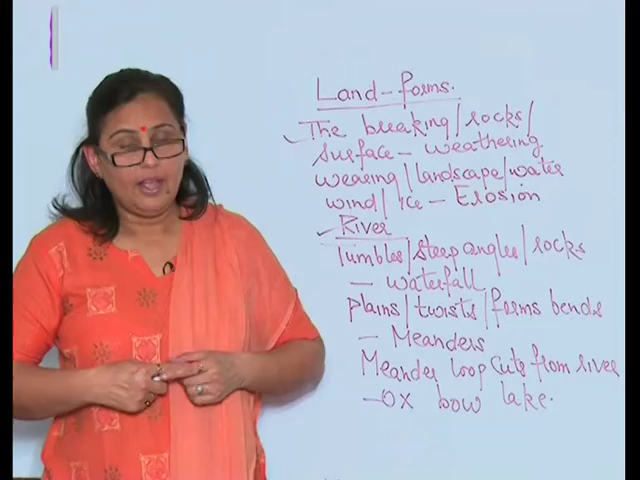 Land-forms.
The breaking/rocks/
surface - weathering
wearing/landscape/water
wind/Ice - Erosion
River
Tumbles/steep angles/rocks
- waterfall
plains/twists/forms bends
- Meanders
Meander loop cuts from river
-Ox bow lake.